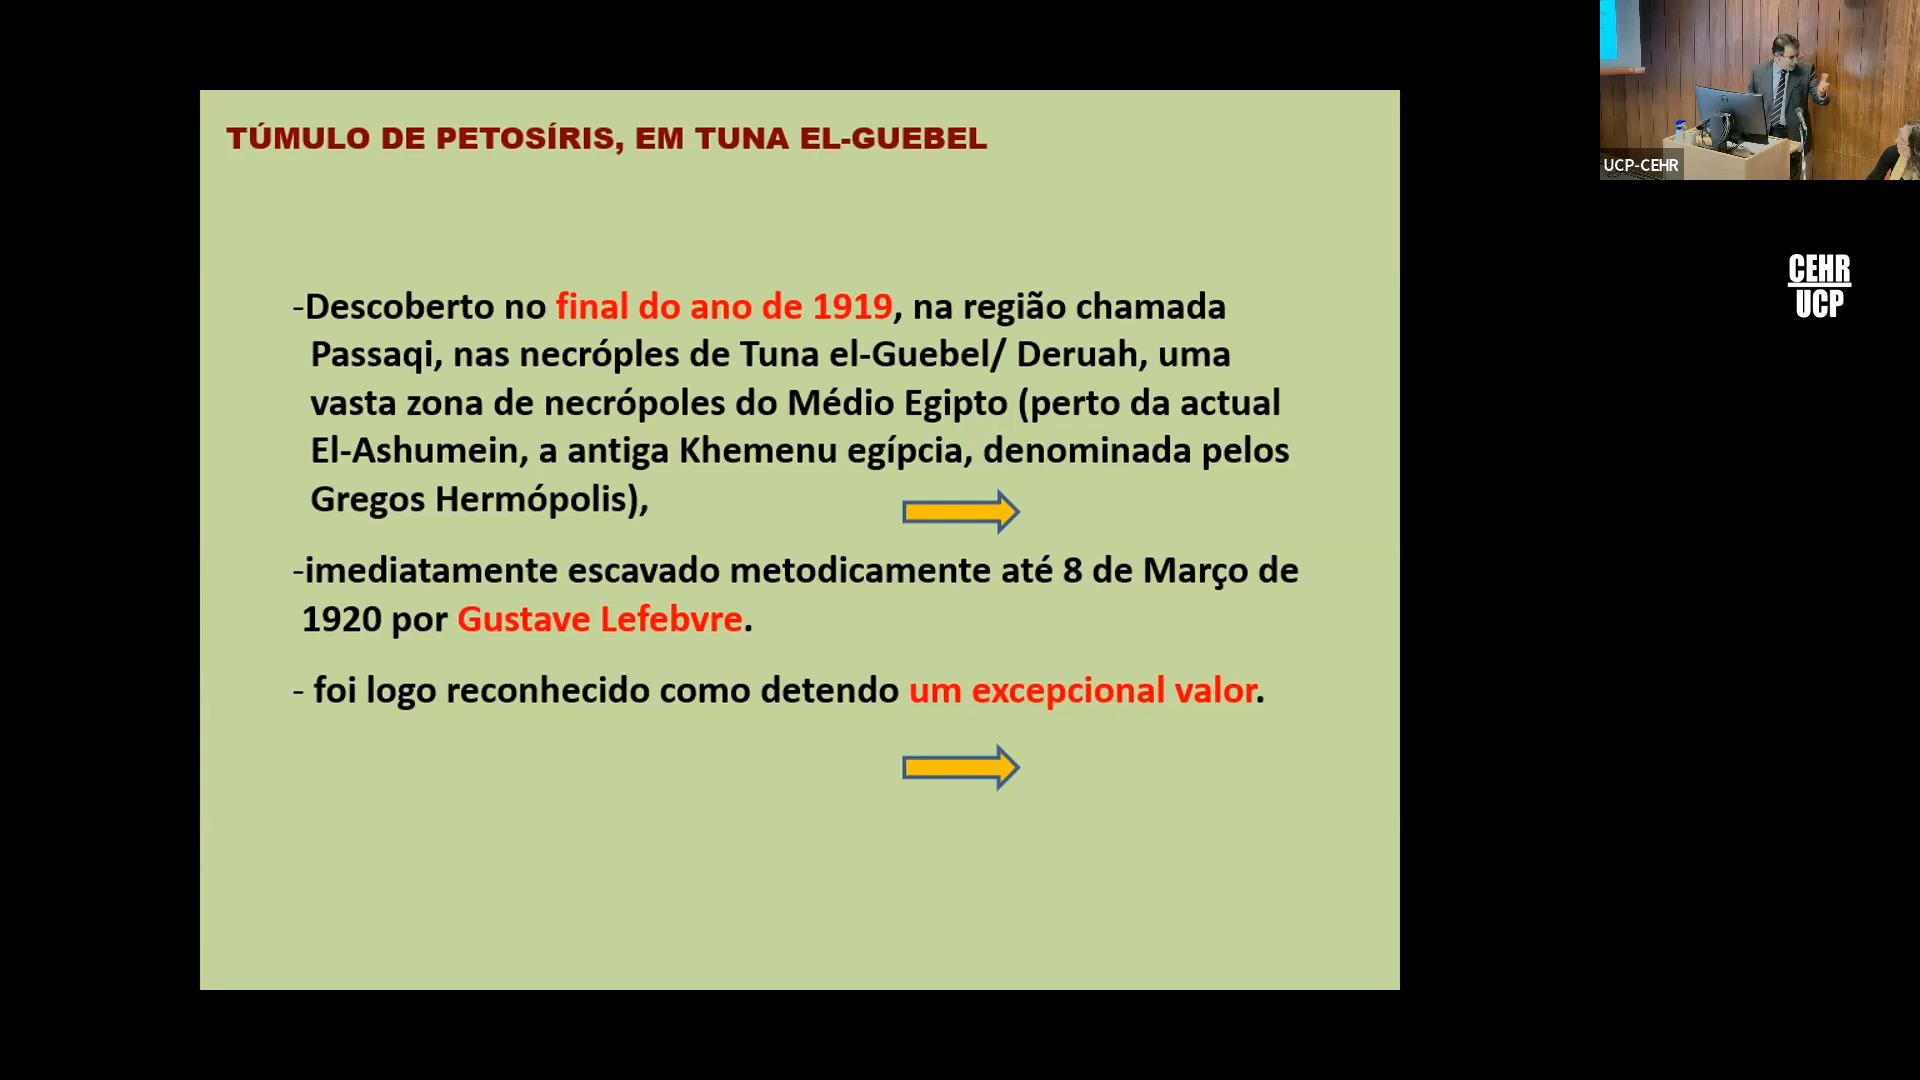 TÚMULO DE PETOSÍRIS, EM TUNA EL-GUEBEL
-Descoberto no final do ano de 1919, na região chamada
Passaqi, nas necróples de Tuna el-Guebel/ Deruah, uma
vasta zona de necrópoles do Médio Egipto (perto da actual
El-Ashumein, a antiga Khemenu egípcia, denominada pelos
Gregos Hermópolis),
-imediatamente escavado metodicamente até 8 de Março de
1920 por Gustave Lefebvre.
- foi logo reconhecido como detendo um excepcional valor.
UCP-CEHR
CEHR
UCP